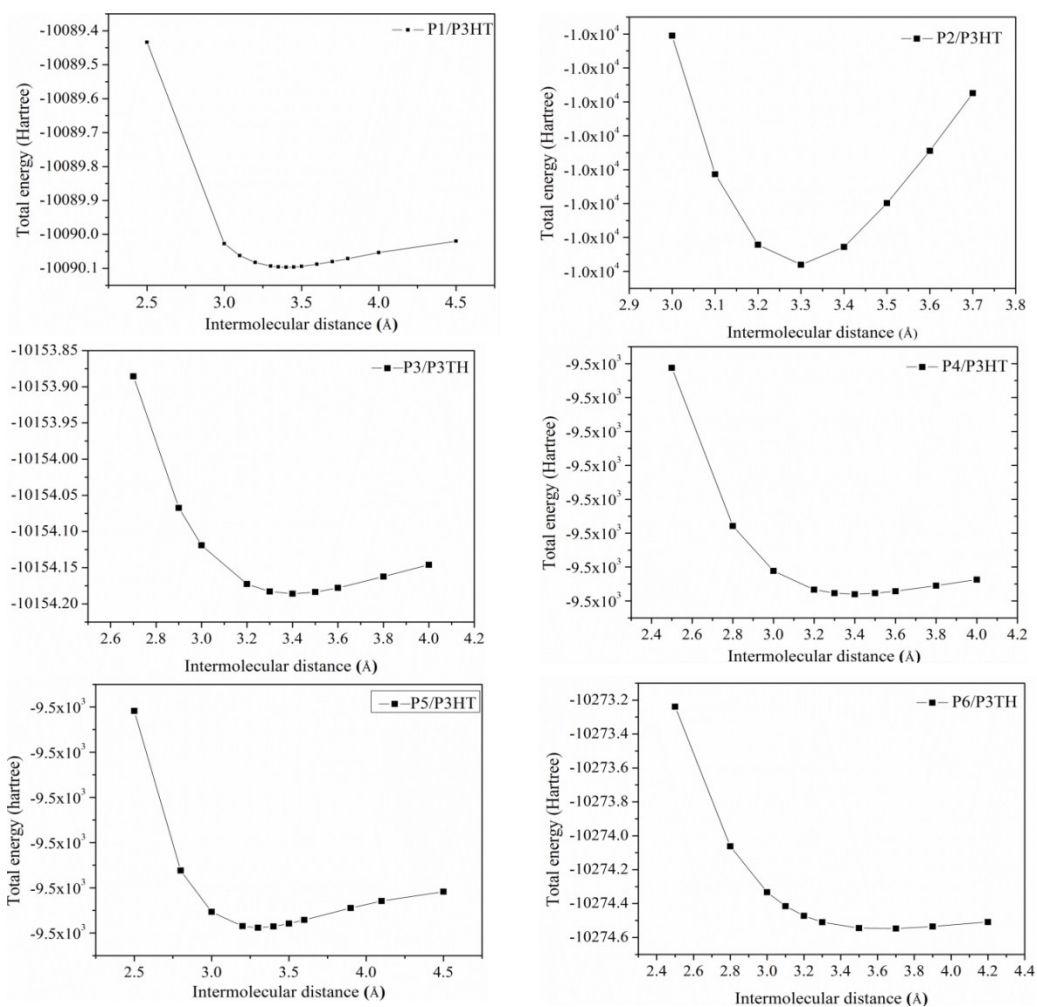 P1/P3HT
Total energy (Hartree)
-10089.4
-10089.5
-10089.6
-10089.7
-10089.8
-10089.9
-10090.0
-10090.1
2.5 3.0 3.5 4.0 4.5
Intermolecular distance (Å)
P2/P3HT
Total energy (Hartree)
-1.0x10⁴
-1.0x10⁴
-1.0x10⁴
-1.0x10⁴
-1.0x10⁴
-1.0x10⁴
-1.0x10⁴
-1.0x10⁴
2.9 3.0 3.1 3.2 3.3 3.4 3.5 3.6 3.7 3.8
Intermolecular distance (Å)
P3/P3TH
Total energy (Hartree)
-10153.85
-10153.90
-10153.95
-10154.00
-10154.05
-10154.10
-10154.15
-10154.20
2.6 2.8 3.0 3.2 3.4 3.6 3.8 4.0 4.2
Intermolecular distance (Å)
P4/P3HT
Total energy (Hartree)
-9.5x10³
-9.5x10³
-9.5x10³
-9.5x10³
-9.5x10³
-9.5x10³
-9.5x10³
-9.5x10³
2.4 2.6 2.8 3.0 3.2 3.4 3.6 3.8 4.0 4.2
Intermolecular distance (Å)
P5/P3HT
Total energy (hartree)
-9.5x10³
-9.5x10³
-9.5x10³
-9.5x10³
-9.5x10³
-9.5x10³
2.5 3.0 3.5 4.0 4.5
Intermolecular distance (Å)
P6/P3TH
Total energy (Hartree)
-10273.2
-10273.4
-10273.6
-10273.8
-10274.0
-10274.2
-10274.4
-10274.6
2.4 2.6 2.8 3.0 3.2 3.4 3.6 3.8 4.0 4.2 4.4
Intermolecular distance (Å)